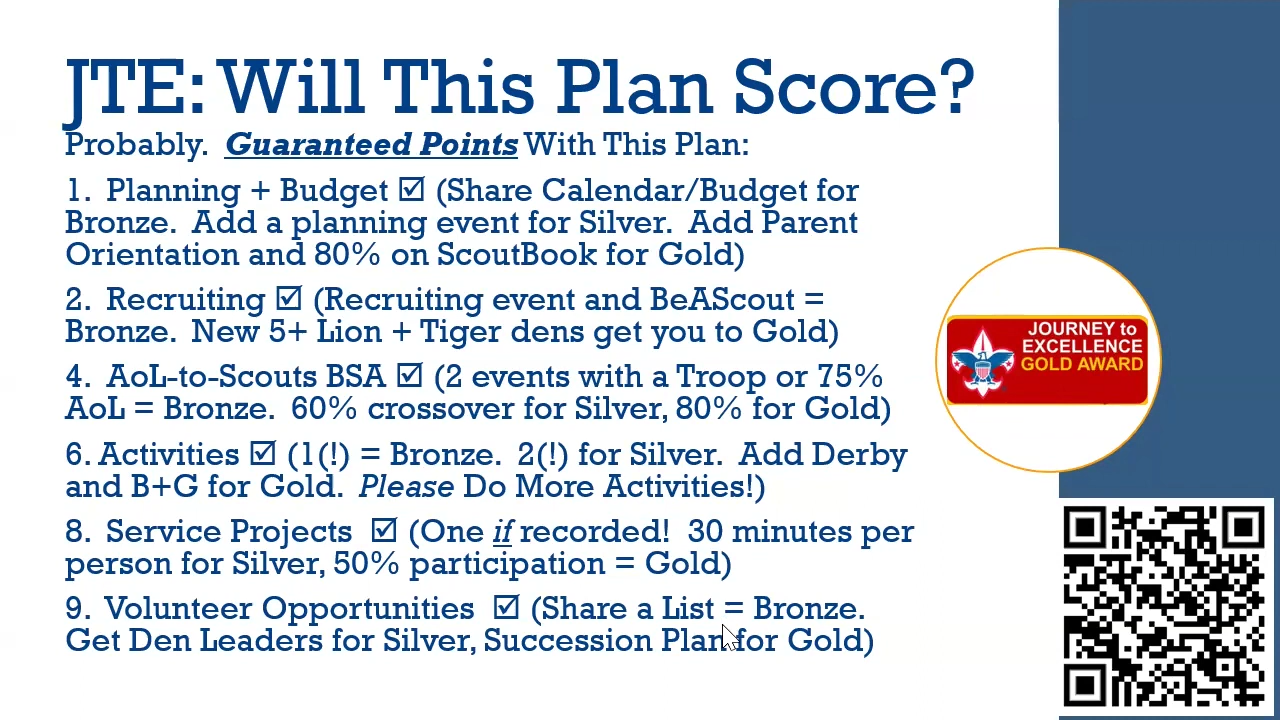 JTE: Will This Plan Score?
Probably. Guaranteed Points With This Plan:
1. Planning + Budget ☑ (Share Calendar/Budget for
Bronze. Add a planning event for Silver. Add Parent
Orientation and 80% on ScoutBook for Gold)
2. Recruiting ☑ (Recruiting event and BeAScout =
Bronze. New 5+ Lion + Tiger dens get you to Gold)
4. AoL-to-Scouts BSA ☑ (2 events with a Troop or 75%
AoL = Bronze. 60% crossover for Silver, 80% for Gold)
6. Activities ☑ (1(!) = Bronze. 2(!) for Silver. Add Derby
and B+G for Gold. Please Do More Activities!)
8. Service Projects ☑ (One if recorded! 30 minutes per
person for Silver, 50% participation = Gold)
9. Volunteer Opportunities ☑ (Share a List = Bronze.
Get Den Leaders for Silver, Succession Plan for Gold)
JOURNEY to
EXCELLENCE
GOLD AWARD